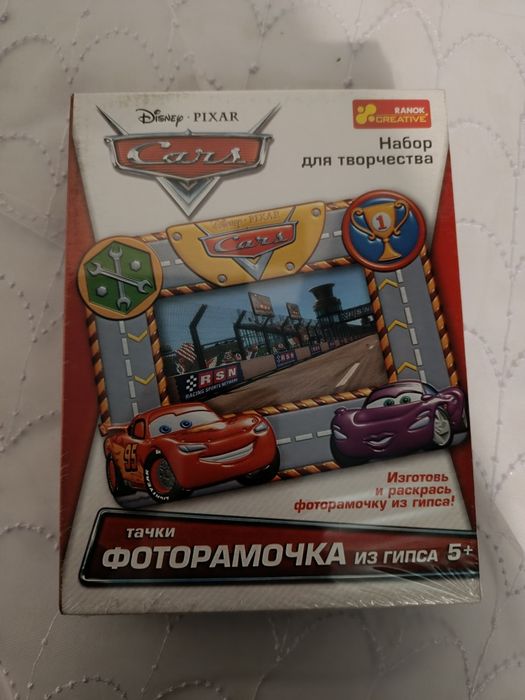 Disney · PIXAR
Cars
RANOK
CREATIVE
Набор
для творчества
Disney · PIXAR
Cars
1
RSN
RACING SPORTS NETWORK
95
Изготовь
и раскрась
фоторамочку из гипса!
тачки
ФОТОРАМОЧКА из гипса 5+